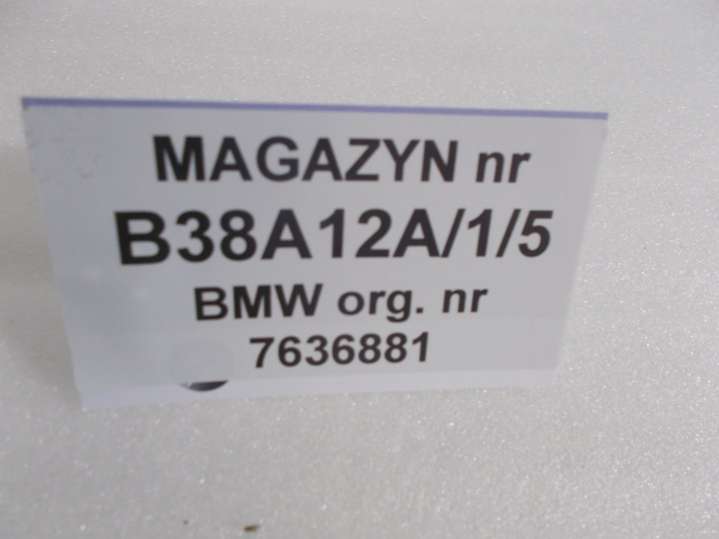 MAGAZYN nr
B38A12A/1/5
BMW org. nr
7636881